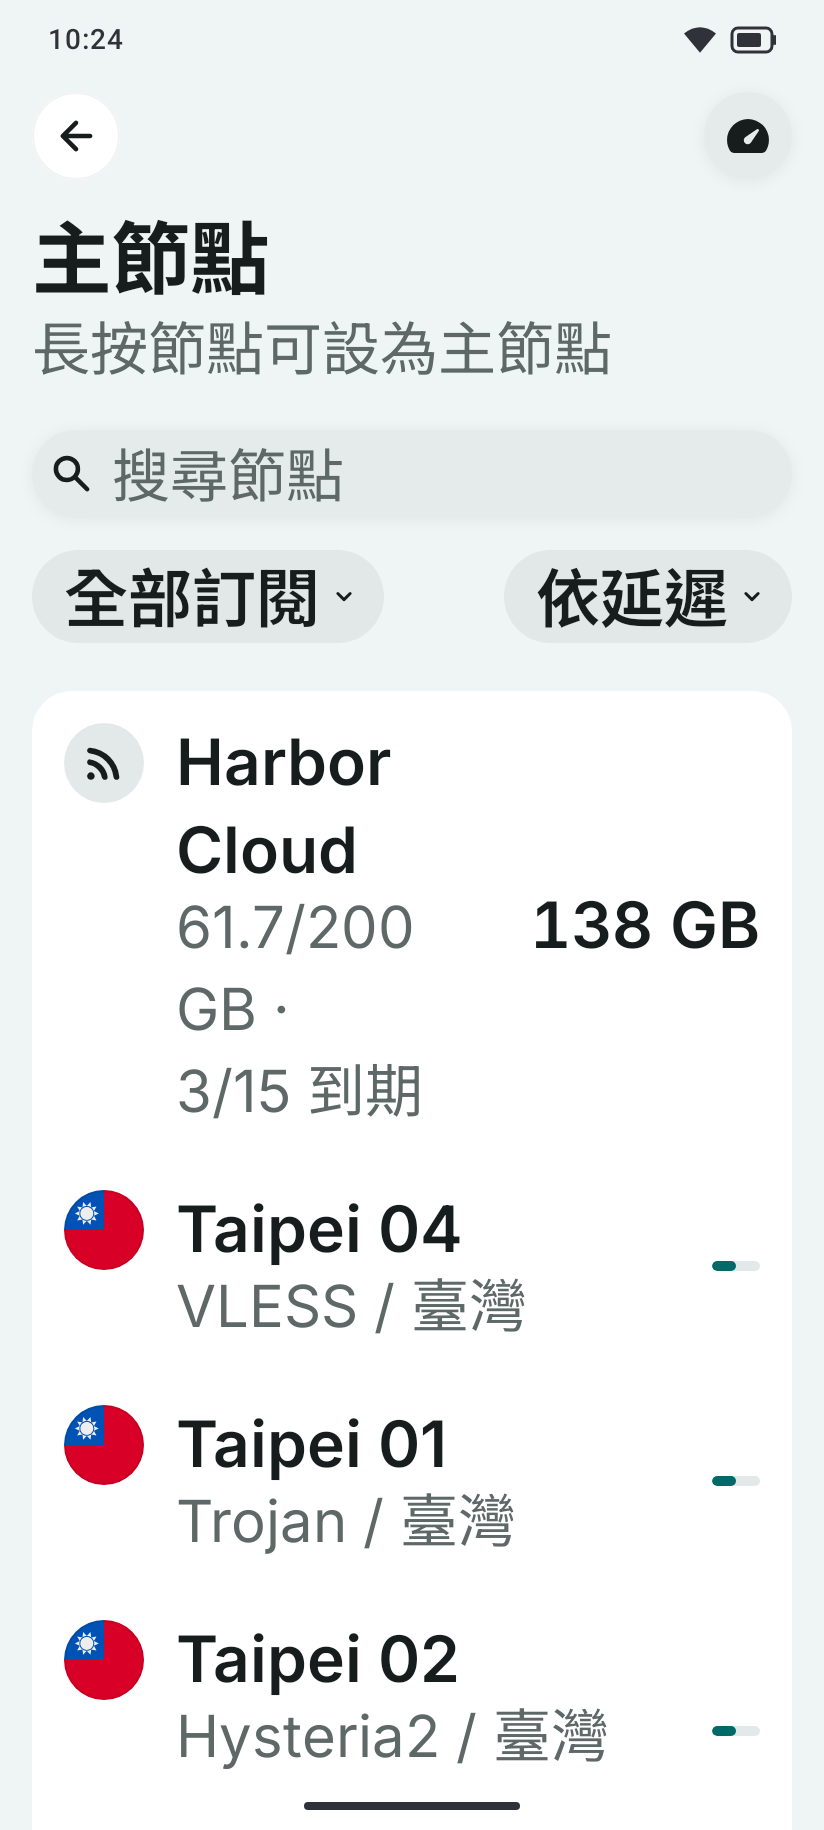 10:24
主節點
長按節點可設為主節點
搜尋節點
全部訂閱
依延遲
Harbor
Cloud
61.7/200
GB ·
3/15 到期
138 GB
Taipei 04
VLESS / 臺灣
Taipei 01
Trojan / 臺灣
Taipei 02
Hysteria2 / 臺灣